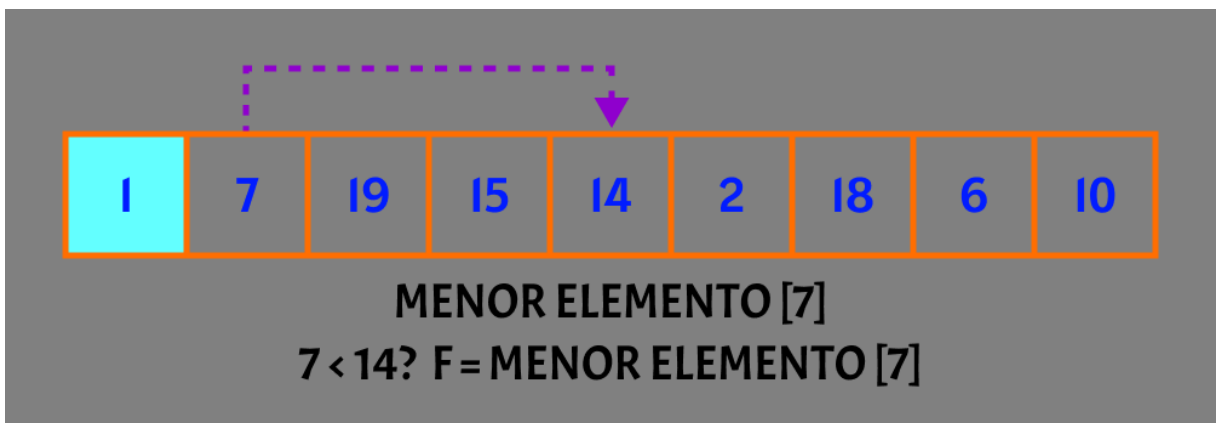 1 7 19 15 14 2 18 6 10
MENOR ELEMENTO [7]
7 < 14? F = MENOR ELEMENTO [7]